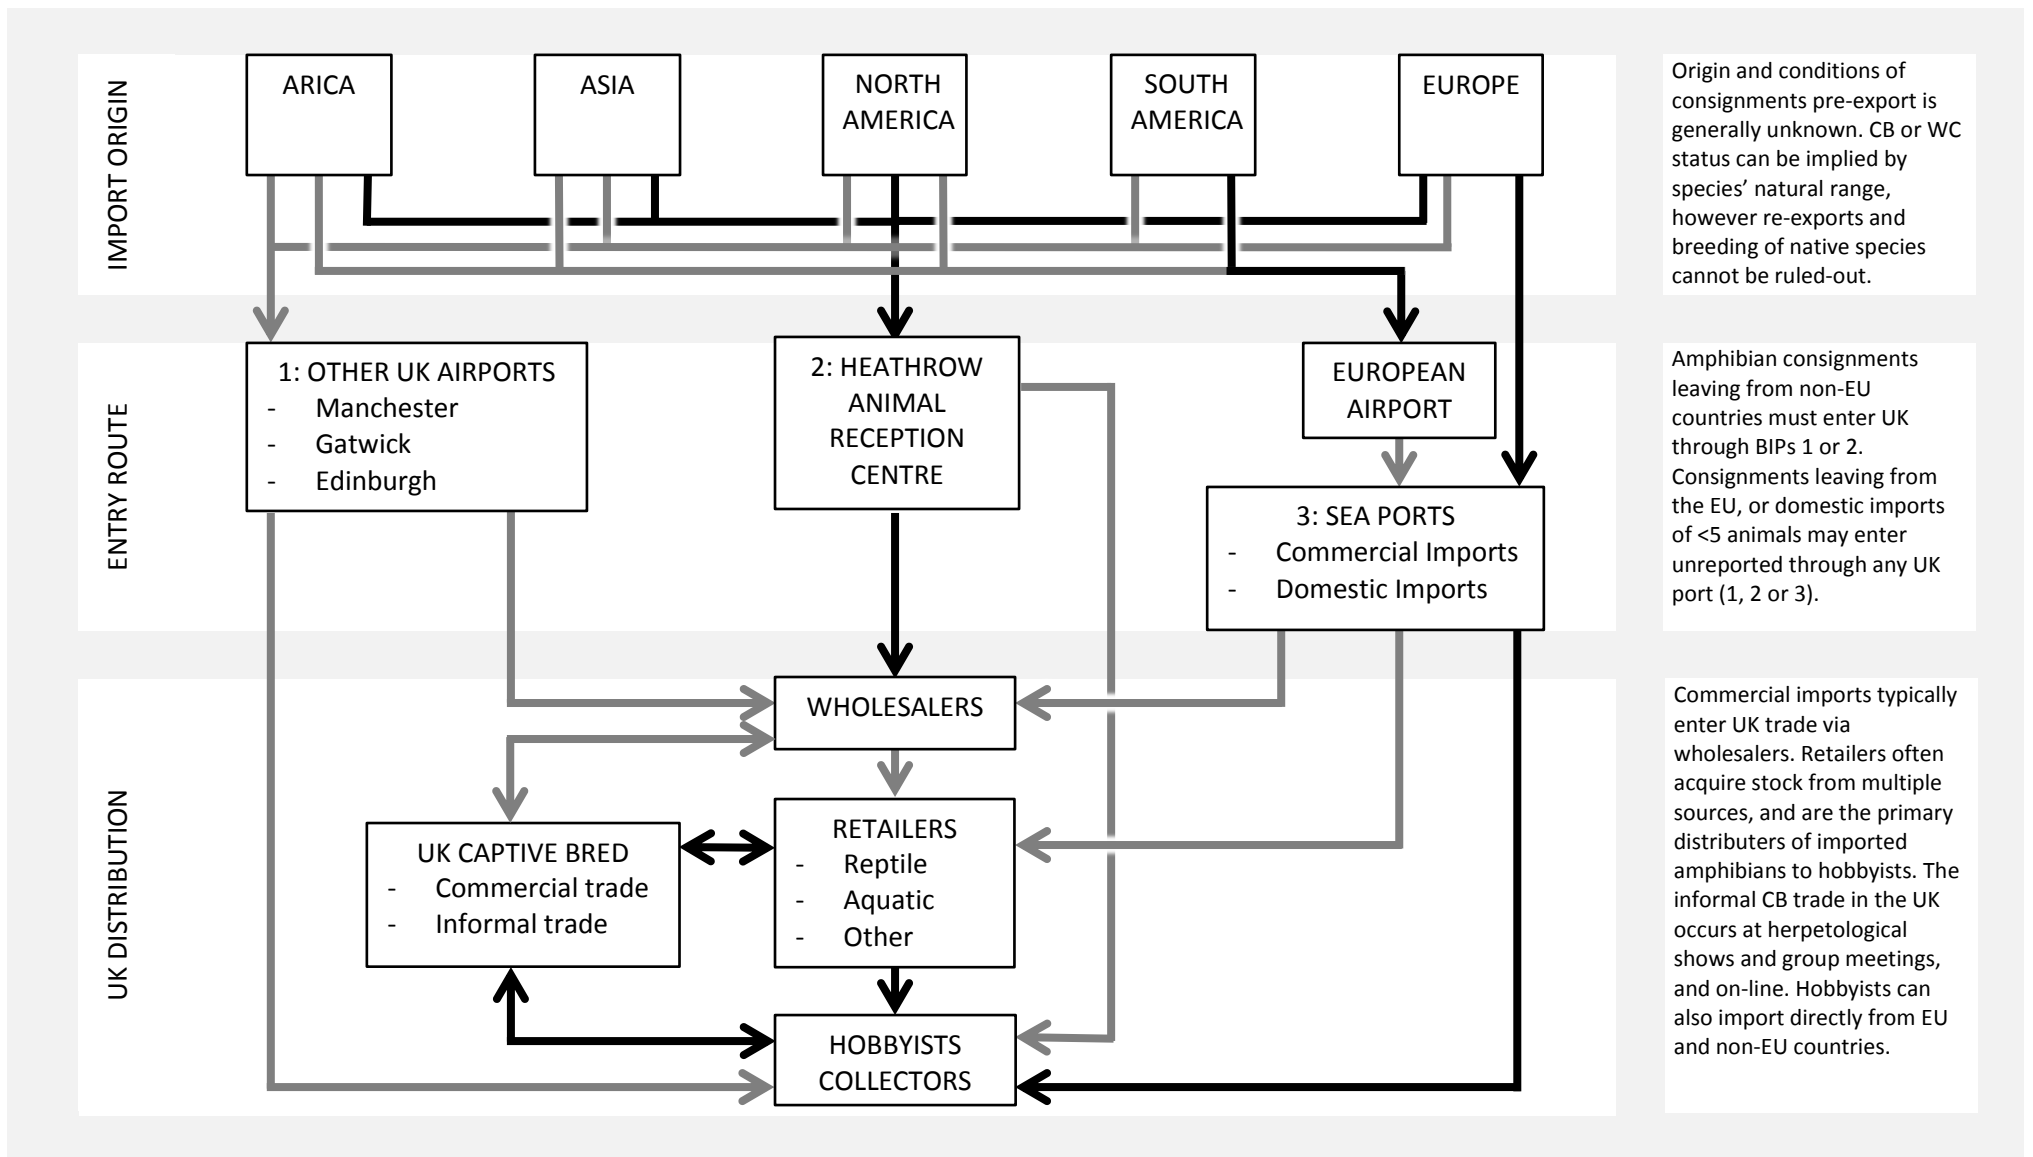 IMPORT ORIGIN
ARICA
ASIA
NORTH
AMERICA
SOUTH
AMERICA
EUROPE
Origin and conditions of
consignments pre-export is
generally unknown. CB or WC
status can be implied by
species’ natural range,
however re-exports and
breeding of native species
cannot be ruled-out.
ENTRY ROUTE
1: OTHER UK AIRPORTS
- Manchester
- Gatwick
- Edinburgh
2: HEATHROW
ANIMAL
RECEPTION
CENTRE
EUROPEAN
AIRPORT
3: SEA PORTS
- Commercial Imports
- Domestic Imports
Amphibian consignments
leaving from non-EU
countries must enter UK
through BIPs 1 or 2.
Consignments leaving from
the EU, or domestic imports
of <5 animals may enter
unreported through any UK
port (1, 2 or 3).
UK DISTRIBUTION
WHOLESALERS
UK CAPTIVE BRED
- Commercial trade
- Informal trade
RETAILERS
- Reptile
- Aquatic
- Other
HOBBYISTS
COLLECTORS
Commercial imports typically
enter UK trade via
wholesalers. Retailers often
acquire stock from multiple
sources, and are the primary
distributers of imported
amphibians to hobbyists. The
informal CB trade in the UK
occurs at herpetological
shows and group meetings,
and on-line. Hobbyists can
also import directly from EU
and non-EU countries.